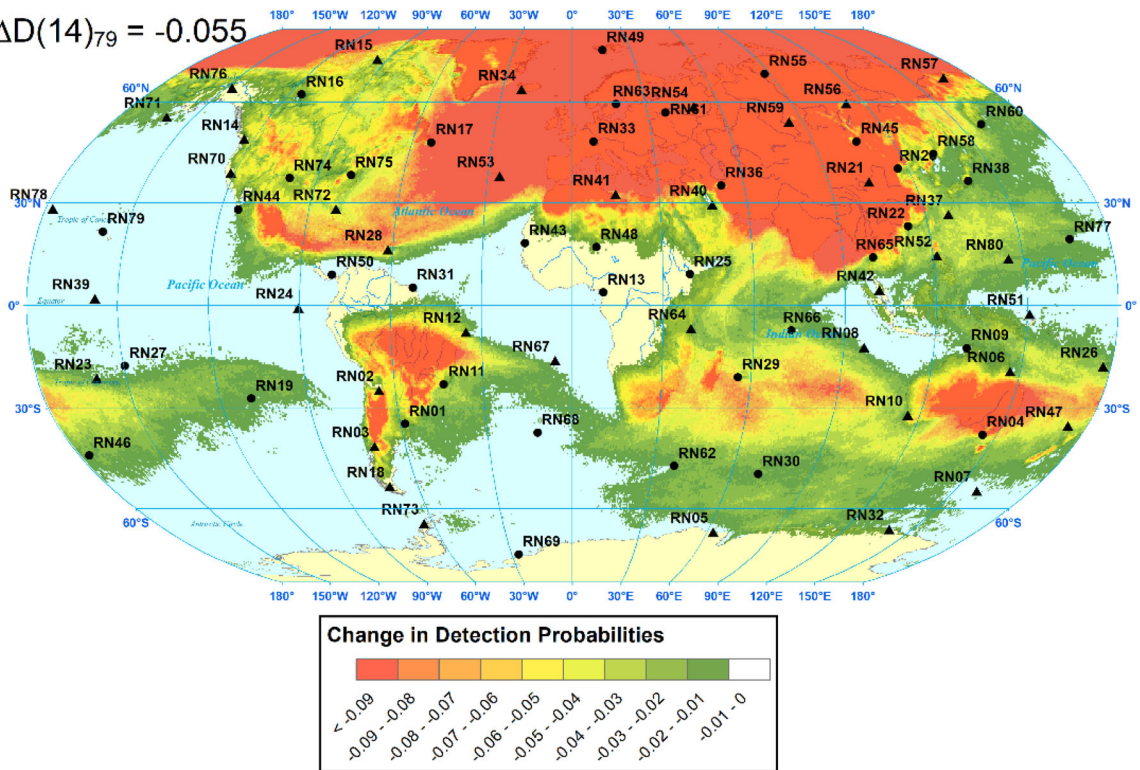 ΔD(14)79 = -0.055
180° 150°W 120°W 90°W 60°W 30°W 0° 30°E 60°E 90°E 120°E 150°E 180°
RN15
RN49
RN55
RN57
RN76
RN16
RN34
RN63
RN54
RN56
60°N
60°N
RN71
RN61
RN59
RN60
RN14
RN17
RN33
RN45
RN58
RN70
RN74
RN75
RN53
RN41
RN36
RN40
RN21
RN38
RN78
30°N
RN44
RN72
RN37
30°N
Tropic of Cancer
RN79
Atlantic Ocean
RN28
RN43
RN48
RN22
RN77
RN65
RN52
RN80
RN50
RN25
Pacific Ocean
Pacific Ocean
RN39
RN31
RN13
RN42
RN24
RN51
Equator
0°
0°
RN12
RN64
RN66
Indian
RN08
RN09
RN23
RN27
RN67
RN06
RN26
RN19
RN02
RN11
RN29
30°S
RN01
RN10
RN47
30°S
RN46
RN03
RN68
RN04
RN62
RN30
RN18
RN07
60°S
Antarctic Circle
RN73
RN05
RN32
60°S
RN69
180° 150°W 120°W 90°W 60°W 30°W 0° 30°E 60°E 90°E 120°E 150°E 180°
Change in Detection Probabilities
< -0.09
-0.09 - -0.08
-0.08 - -0.07
-0.07 - -0.06
-0.06 - -0.05
-0.05 - -0.04
-0.04 - -0.03
-0.03 - -0.02
-0.02 - -0.01
-0.01 - 0